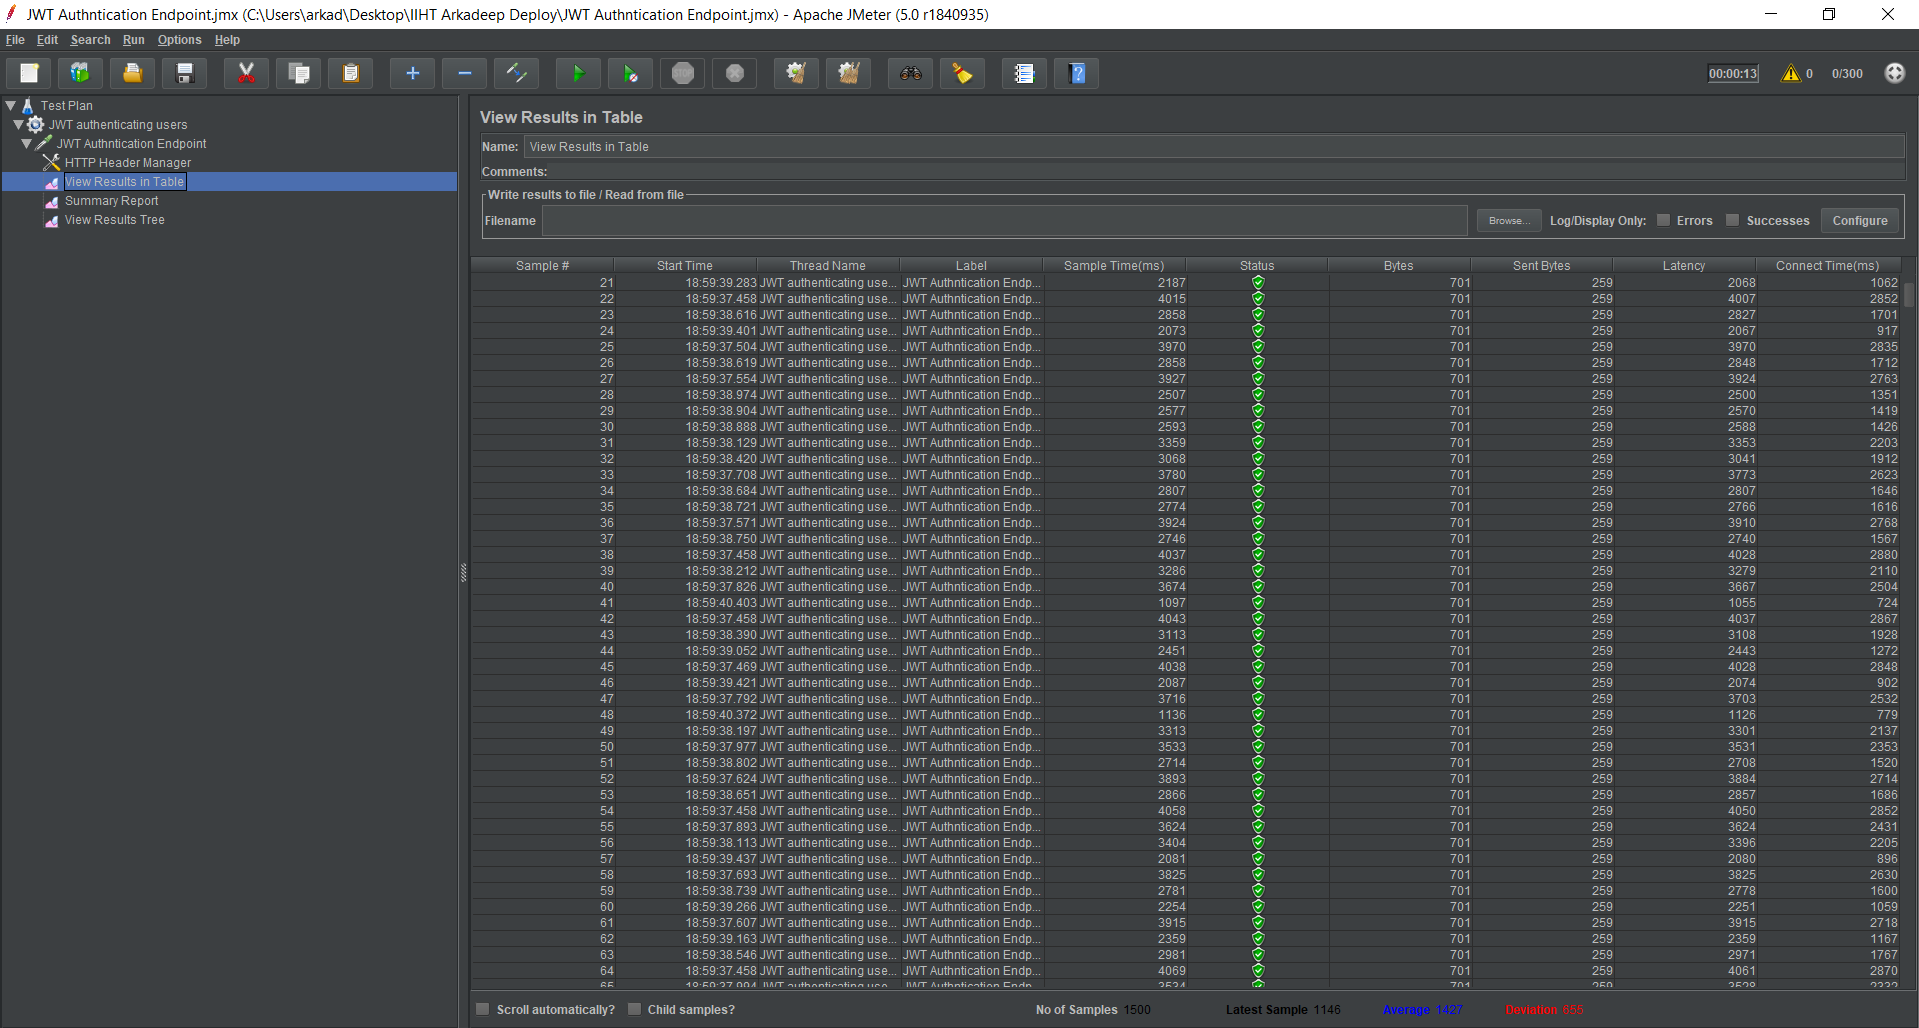 JWT Authntication Endpoint.jmx (C:\Users\arkad\Desktop\IIHT Arkadeep Deploy\JWT Authntication Endpoint.jmx) - Apache JMeter (5.0 r1840935)
File Edit Search Run Options Help
STOP 00:00:13 0 0/300
Test Plan
JWT authenticating users
JWT Authntication Endpoint
HTTP Header Manager
View Results in Table
Summary Report
View Results Tree
View Results in Table
Name: View Results in Table
Comments:
Write results to file / Read from file
Filename Browse... Log/Display Only: Errors Successes Configure
Sample # Start Time Thread Name Label Sample Time(ms) Status Bytes Sent Bytes Latency Connect Time(ms)
21 18:59:39.283 JWT authenticating use... JWT Authntication Endp... 2187 701 259 2068 1062
22 18:59:37.458 JWT authenticating use... JWT Authntication Endp... 4015 701 259 4007 2852
23 18:59:38.616 JWT authenticating use... JWT Authntication Endp... 2858 701 259 2827 1701
24 18:59:39.401 JWT authenticating use... JWT Authntication Endp... 2073 701 259 2067 917
25 18:59:37.504 JWT authenticating use... JWT Authntication Endp... 3970 701 259 3970 2835
26 18:59:38.619 JWT authenticating use... JWT Authntication Endp... 2858 701 259 2848 1712
27 18:59:37.554 JWT authenticating use... JWT Authntication Endp... 3927 701 259 3924 2763
28 18:59:38.974 JWT authenticating use... JWT Authntication Endp... 2507 701 259 2500 1351
29 18:59:38.904 JWT authenticating use... JWT Authntication Endp... 2577 701 259 2570 1419
30 18:59:38.888 JWT authenticating use... JWT Authntication Endp... 2593 701 259 2588 1426
31 18:59:38.129 JWT authenticating use... JWT Authntication Endp... 3359 701 259 3353 2203
32 18:59:38.420 JWT authenticating use... JWT Authntication Endp... 3068 701 259 3041 1912
33 18:59:37.708 JWT authenticating use... JWT Authntication Endp... 3780 701 259 3773 2623
34 18:59:38.684 JWT authenticating use... JWT Authntication Endp... 2807 701 259 2807 1646
35 18:59:38.721 JWT authenticating use... JWT Authntication Endp... 2774 701 259 2766 1616
36 18:59:37.571 JWT authenticating use... JWT Authntication Endp... 3924 701 259 3910 2768
37 18:59:38.750 JWT authenticating use... JWT Authntication Endp... 2746 701 259 2740 1567
38 18:59:37.458 JWT authenticating use... JWT Authntication Endp... 4037 701 259 4028 2880
39 18:59:38.212 JWT authenticating use... JWT Authntication Endp... 3286 701 259 3279 2110
40 18:59:37.826 JWT authenticating use... JWT Authntication Endp... 3674 701 259 3667 2504
41 18:59:40.403 JWT authenticating use... JWT Authntication Endp... 1097 701 259 1055 724
42 18:59:37.458 JWT authenticating use... JWT Authntication Endp... 4043 701 259 4037 2867
43 18:59:38.390 JWT authenticating use... JWT Authntication Endp... 3113 701 259 3108 1928
44 18:59:39.052 JWT authenticating use... JWT Authntication Endp... 2451 701 259 2443 1272
45 18:59:37.469 JWT authenticating use... JWT Authntication Endp... 4038 701 259 4028 2848
46 18:59:39.421 JWT authenticating use... JWT Authntication Endp... 2087 701 259 2074 902
47 18:59:37.792 JWT authenticating use... JWT Authntication Endp... 3716 701 259 3703 2532
48 18:59:40.372 JWT authenticating use... JWT Authntication Endp... 1136 701 259 1126 779
49 18:59:38.197 JWT authenticating use... JWT Authntication Endp... 3313 701 259 3301 2137
50 18:59:37.977 JWT authenticating use... JWT Authntication Endp... 3533 701 259 3531 2353
51 18:59:38.802 JWT authenticating use... JWT Authntication Endp... 2714 701 259 2708 1520
52 18:59:37.624 JWT authenticating use... JWT Authntication Endp... 3893 701 259 3884 2714
53 18:59:38.651 JWT authenticating use... JWT Authntication Endp... 2866 701 259 2857 1686
54 18:59:37.458 JWT authenticating use... JWT Authntication Endp... 4058 701 259 4050 2852
55 18:59:37.893 JWT authenticating use... JWT Authntication Endp... 3624 701 259 3624 2431
56 18:59:38.113 JWT authenticating use... JWT Authntication Endp... 3404 701 259 3396 2205
57 18:59:39.437 JWT authenticating use... JWT Authntication Endp... 2081 701 259 2080 896
58 18:59:37.693 JWT authenticating use... JWT Authntication Endp... 3825 701 259 3825 2630
59 18:59:38.739 JWT authenticating use... JWT Authntication Endp... 2781 701 259 2778 1600
60 18:59:39.266 JWT authenticating use... JWT Authntication Endp... 2254 701 259 2251 1059
61 18:59:37.607 JWT authenticating use... JWT Authntication Endp... 3915 701 259 3915 2718
62 18:59:39.163 JWT authenticating use... JWT Authntication Endp... 2359 701 259 2359 1167
63 18:59:38.546 JWT authenticating use... JWT Authntication Endp... 2981 701 259 2971 1767
64 18:59:37.458 JWT authenticating use... JWT Authntication Endp... 4069 701 259 4061 2870
65 18:59:37.994 JWT authenticating use... JWT Authntication Endp... 3534 701 259 3528 2332
Scroll automatically? Child samples? No of Samples 1500 Latest Sample 1146 Average 1427 Deviation 655